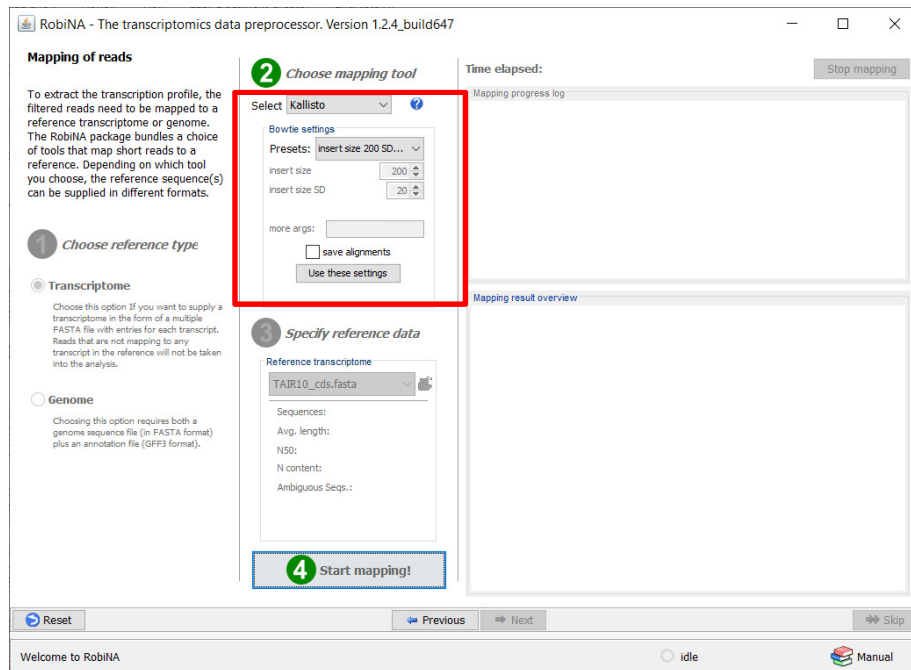 RobiNA - The transcriptomics data preprocessor. Version 1.2.4_build647
Mapping of reads
To extract the transcription profile, the
filtered reads need to be mapped to a
reference transcriptome or genome.
The RobiNA package bundles a choice
of tools that map short reads to a
reference. Depending on which tool
you choose, the reference sequence(s)
can be supplied in different formats.
1 Choose reference type
Transcriptome
Choose this option If you want to supply a
transcriptome in the form of a multiple
FASTA file with entries for each transcript.
Reads that are not mapping to any
transcript in the reference will not be taken
into the analysis.
Genome
Choosing this option requires both a
genome sequence file (in FASTA format)
plus an annotation file (GFF3 format).
2 Choose mapping tool
Select Kallisto ?
Bowtie settings
Presets: insert size 200 SD...
insert size 200
insert size SD 20
more args:
save alignments
Use these settings
3 Specify reference data
Reference transcriptome
TAIR10_cds.fasta
Sequences:
Avg. length:
N50:
N content:
Ambiguous Seqs.:
4 Start mapping!
Time elapsed: Stop mapping
Mapping progress log
Mapping result overview
Reset Previous Next Skip
Welcome to RobiNA idle Manual